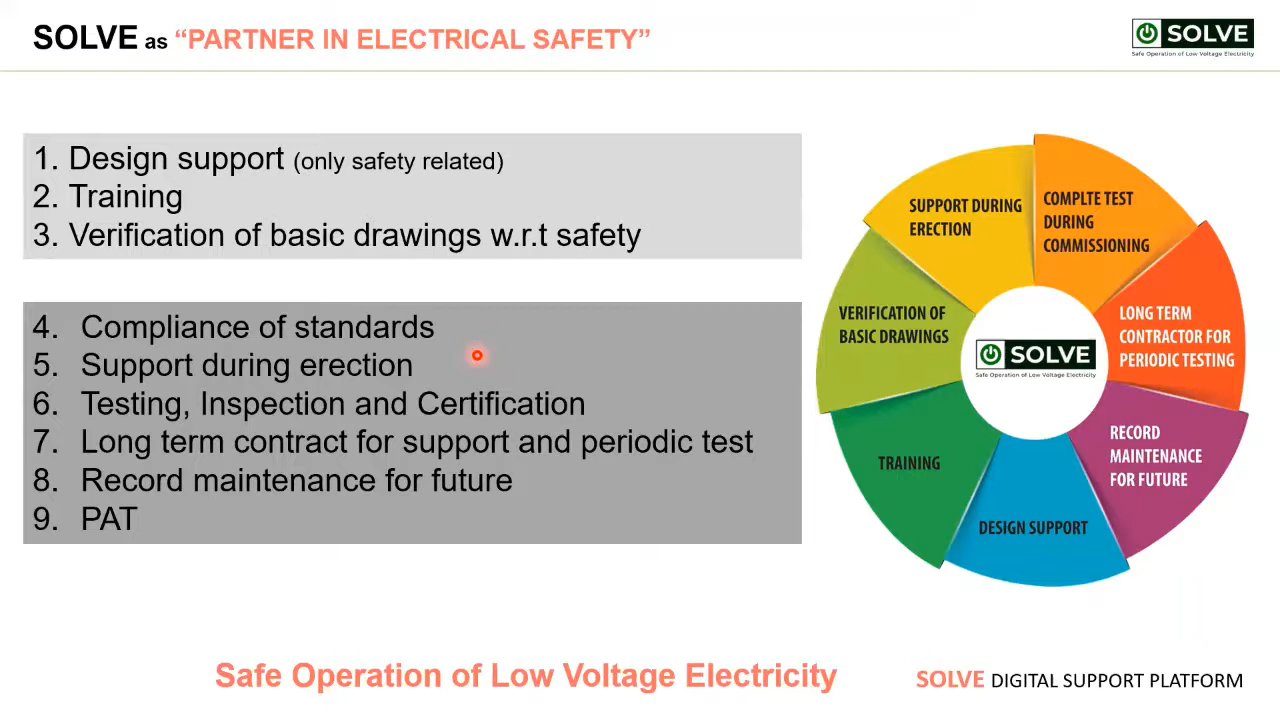 SOLVE as “PARTNER IN ELECTRICAL SAFETY”
SOLVE
Safe Operation of Low Voltage Electricity
1. Design support (only safety related)
2. Training
3. Verification of basic drawings w.r.t safety
4. Compliance of standards
5. Support during erection
6. Testing, Inspection and Certification
7. Long term contract for support and periodic test
8. Record maintenance for future
9. PAT
SUPPORT DURING
ERECTION
COMPLTE TEST
DURING
COMMISSIONING
VERIFICATION OF
BASIC DRAWINGS
LONG TERM
CONTRACTOR FOR
PERIODIC TESTING
SOLVE
Safe Operation of Low Voltage Electricity
TRAINING
RECORD
MAINTENANCE
FOR FUTURE
DESIGN SUPPORT
Safe Operation of Low Voltage Electricity
SOLVE DIGITAL SUPPORT PLATFORM